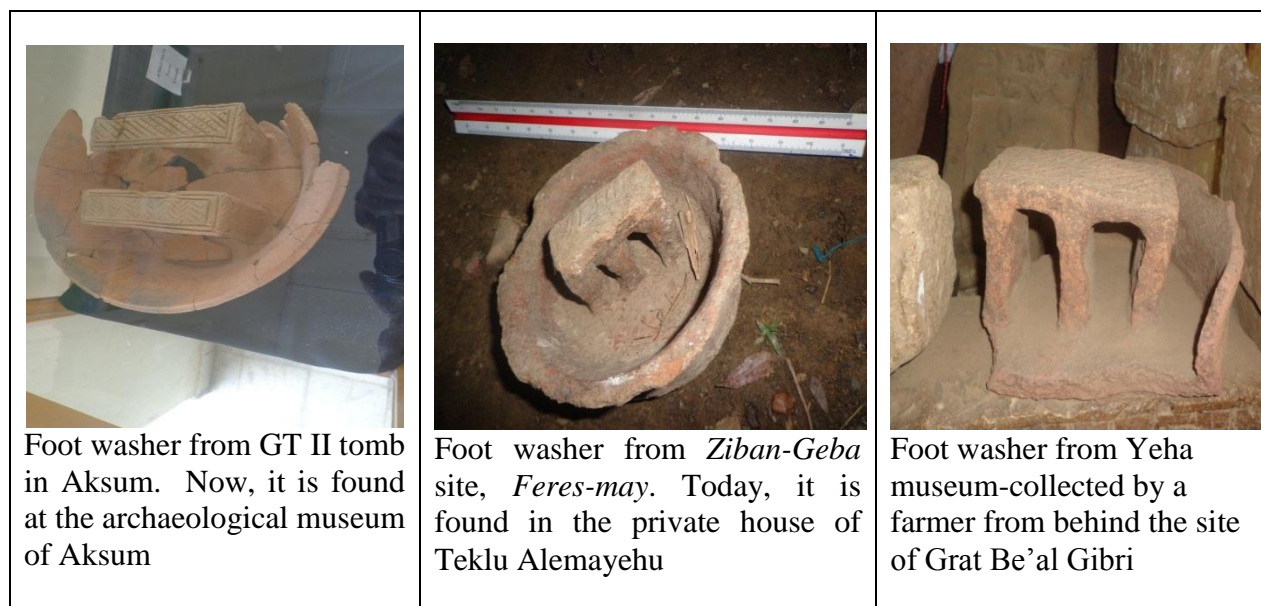 Foot washer from GT II tomb
in Aksum. Now, it is found
at the archaeological museum
of Aksum
Foot washer from Ziban-Geba
site, Feres-may. Today, it is
found in the private house of
Teklu Alemayehu
Foot washer from Yeha
museum-collected by a
farmer from behind the site
of Grat Be’al Gibri